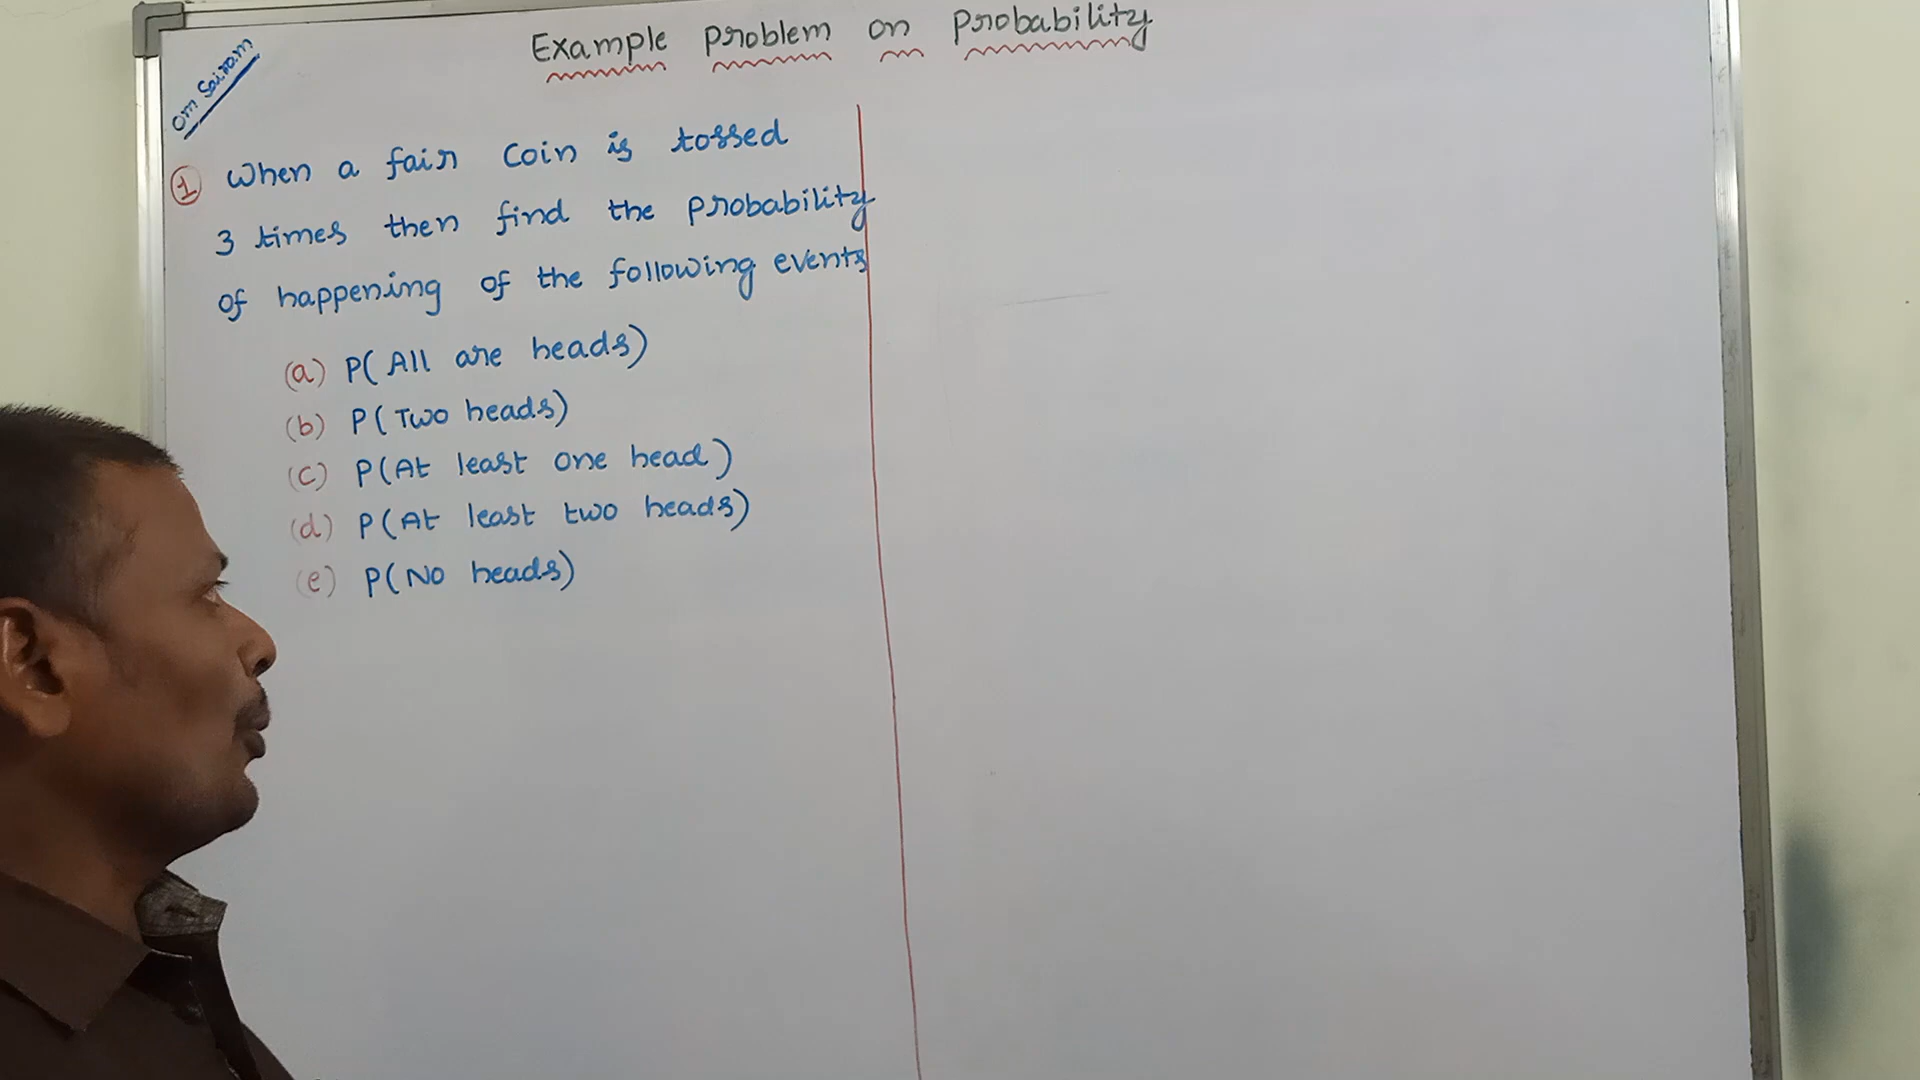 Example problem on probability
Om Sairam
1 When a fair coin is tossed
3 times then find the probability
of happening of the following events
(a) P(All are heads)
(b) P(Two heads)
(c) P(At least one head)
(d) P(At least two heads)
(e) P(No heads)